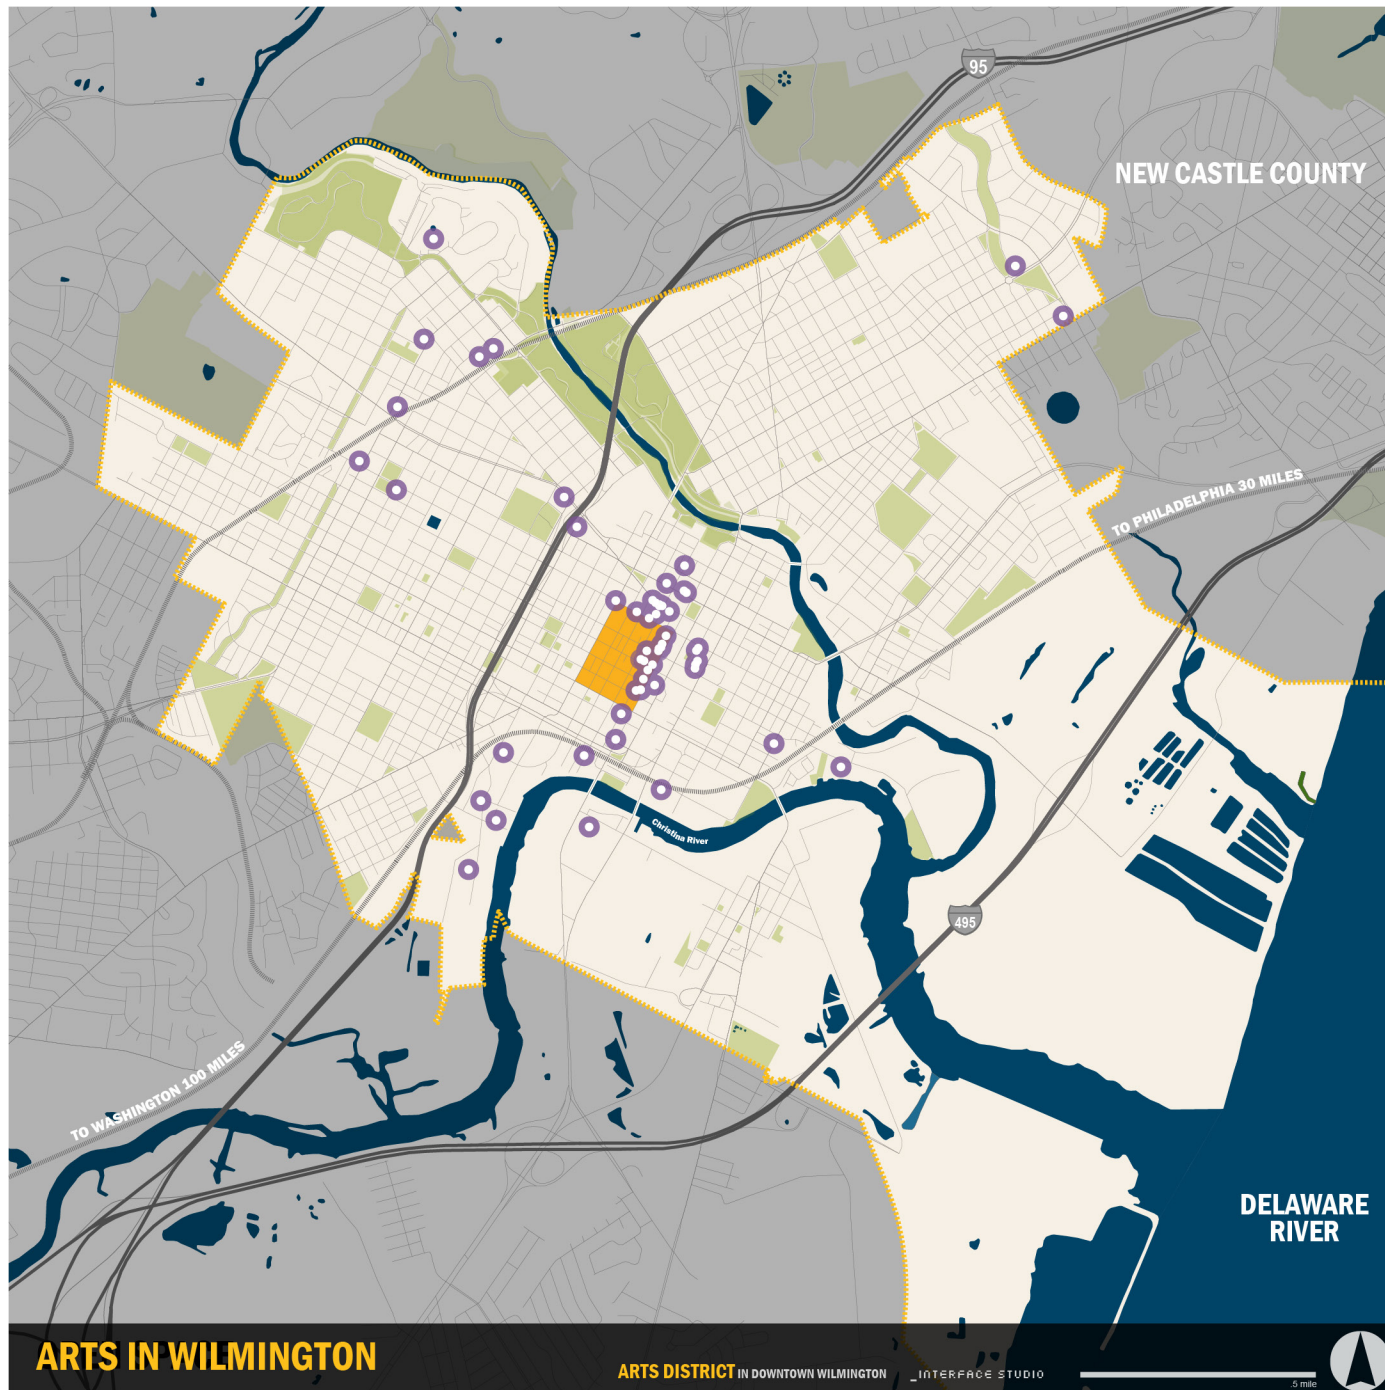 95
NEW CASTLE COUNTY
TO PHILADELPHIA 30 MILES
Christina River
495
TO WASHINGTON 100 MILES
DELAWARE
RIVER
ARTS IN WILMINGTON
ARTS DISTRICT IN DOWNTOWN WILMINGTON
_INTERFACE STUDIO
.5 mile